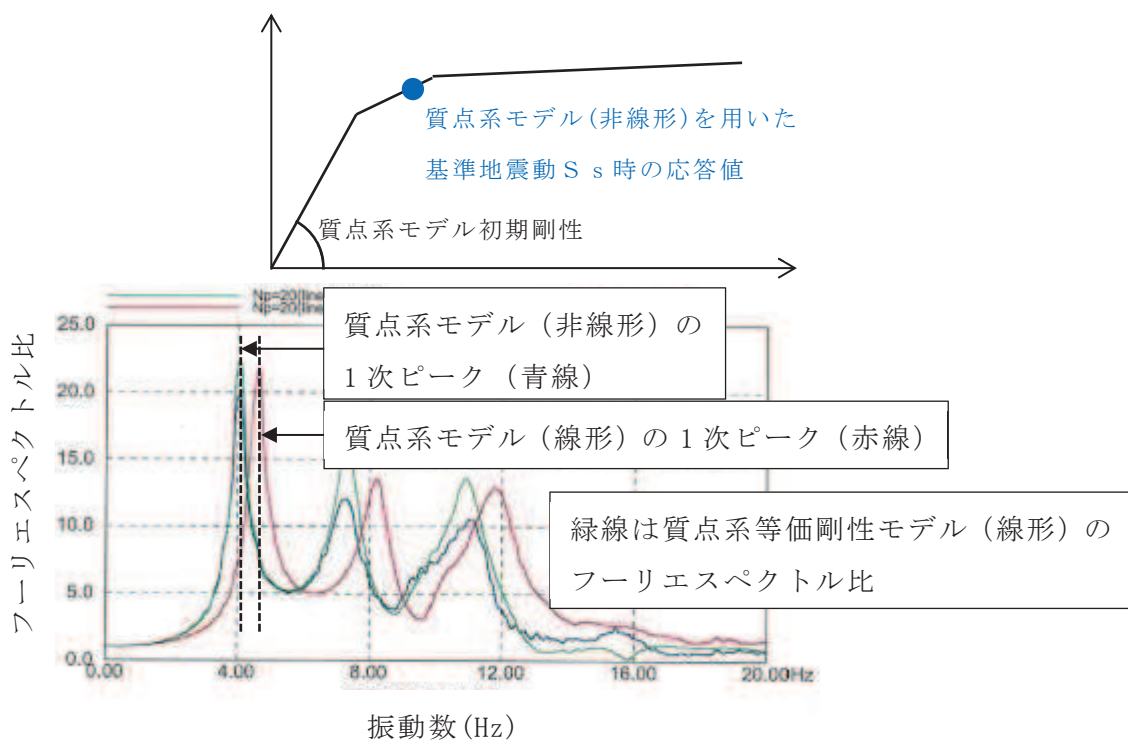 質点系モデル(非線形)を用いた
基準地震動Ss時の応答値
質点系モデル初期剛性
Np=20(line
Np=20(line
フーリエスペクトル比
25.0
20.0
15.0
10.0
5.0
0.0
質点系モデル（非線形）の
1次ピーク（青線）
質点系モデル（線形）の1次ピーク（赤線）
緑線は質点系等価剛性モデル（線形）の
フーリエスペクトル比
0.00 4.00 8.00 12.00 16.00 20.00Hz
振動数(Hz)